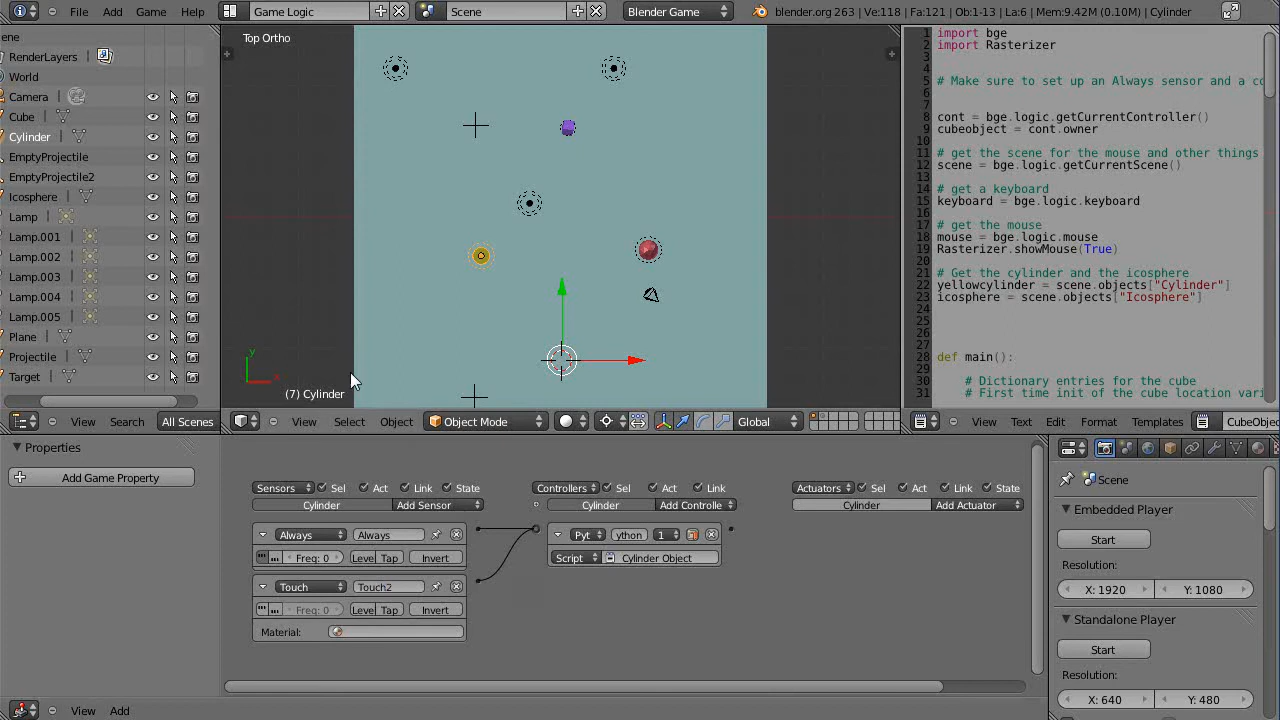 File Add Game Help Game Logic Scene Blender Game blender.org 263 | Ve:118 | Fa:121 | Ob:1-13 | La:6 | Mem:9.42M (0.10M) | Cylinder
ene
RenderLayers
World
Camera
Cube
Cylinder
EmptyProjectile
EmptyProjectile2
Icosphere
Lamp
Lamp.001
Lamp.002
Lamp.003
Lamp.004
Lamp.005
Plane
Projectile
Target
View Search All Scenes
Top Ortho
y
x
(7) Cylinder
View Select Object Object Mode Global
1 import bge
2 import Rasterizer
3
4
5 # Make sure to set up an Always sensor and a co
6
7
8 cont = bge.logic.getCurrentController()
9 cubeobject = cont.owner
10
11 # get the scene for the mouse and other things
12 scene = bge.logic.getCurrentScene()
13
14 # get a keyboard
15 keyboard = bge.logic.keyboard
16
17 # get the mouse
18 mouse = bge.logic.mouse
19 Rasterizer.showMouse(True)
20
21 # Get the cylinder and the icosphere
22 yellowcylinder = scene.objects["Cylinder"]
23 icosphere = scene.objects["Icosphere"]
24
25
26
27
28 def main():
29
30 # Dictionary entries for the cube
31 # First time init of the cube location vari
View Text Edit Format Templates CubeObjec
Properties
Add Game Property
Sensors Sel Act Link State
Cylinder Add Sensor
Always Always
Freq: 0 Level Tap Invert
Touch Touch2
Freq: 0 Level Tap Invert
Material:
Controllers Sel Act Link
Cylinder Add Controlle
Pyt ython 1
Script Cylinder Object
Actuators Sel Act Link State
Cylinder Add Actuator
View Add
Scene
Embedded Player
Start
Resolution:
X: 1920 Y: 1080
Standalone Player
Start
Resolution:
X: 640 Y: 480